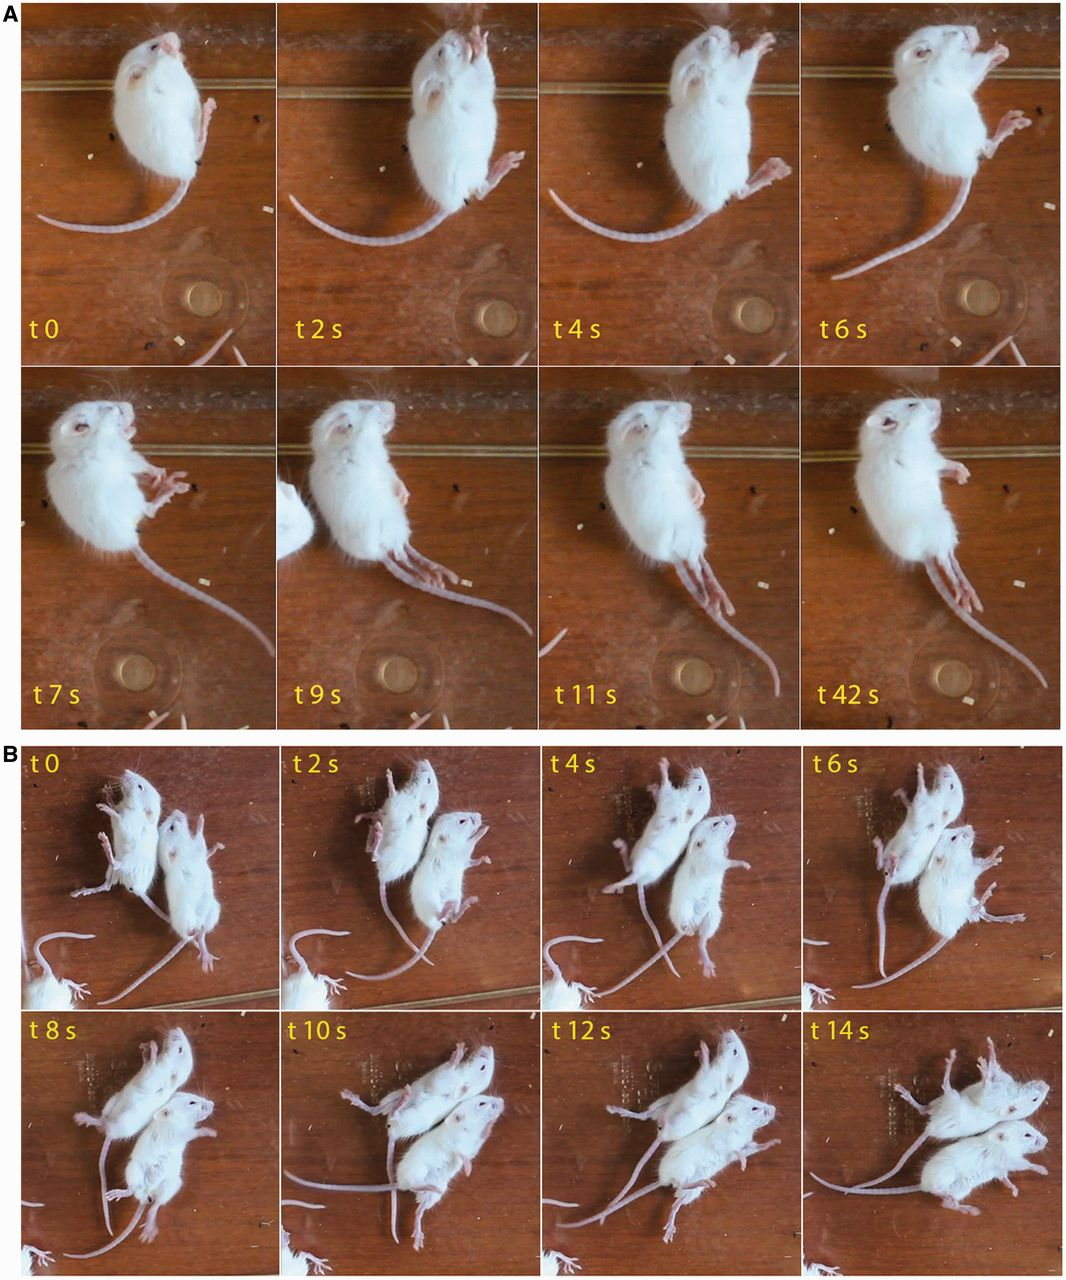 A
t 0
t 2 s
t 4 s
t 6 s
t 7 s
t 9 s
t 11 s
t 42 s
B
t 0
t 2 s
t 4 s
t 6 s
t 8 s
t 10 s
t 12 s
t 14 s